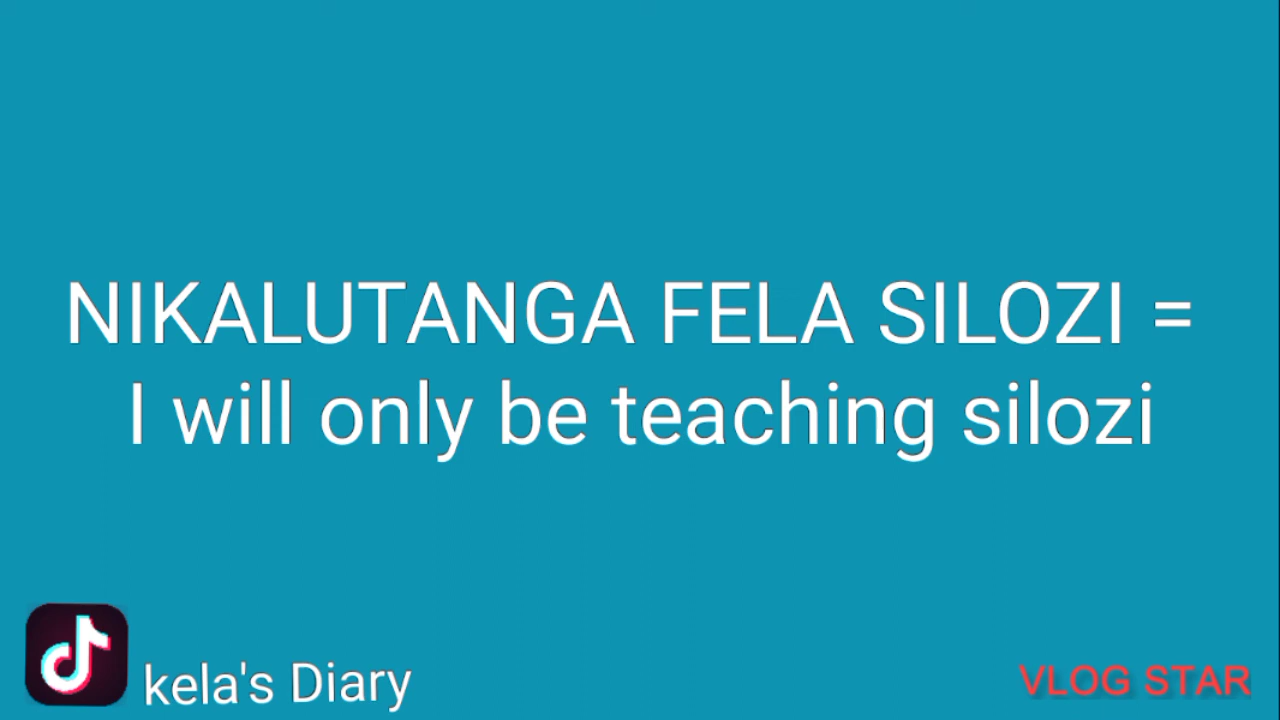 NIKALUTANGA FELA SILOZI =
I will only be teaching silozi
kela's Diary
VLOG STAR